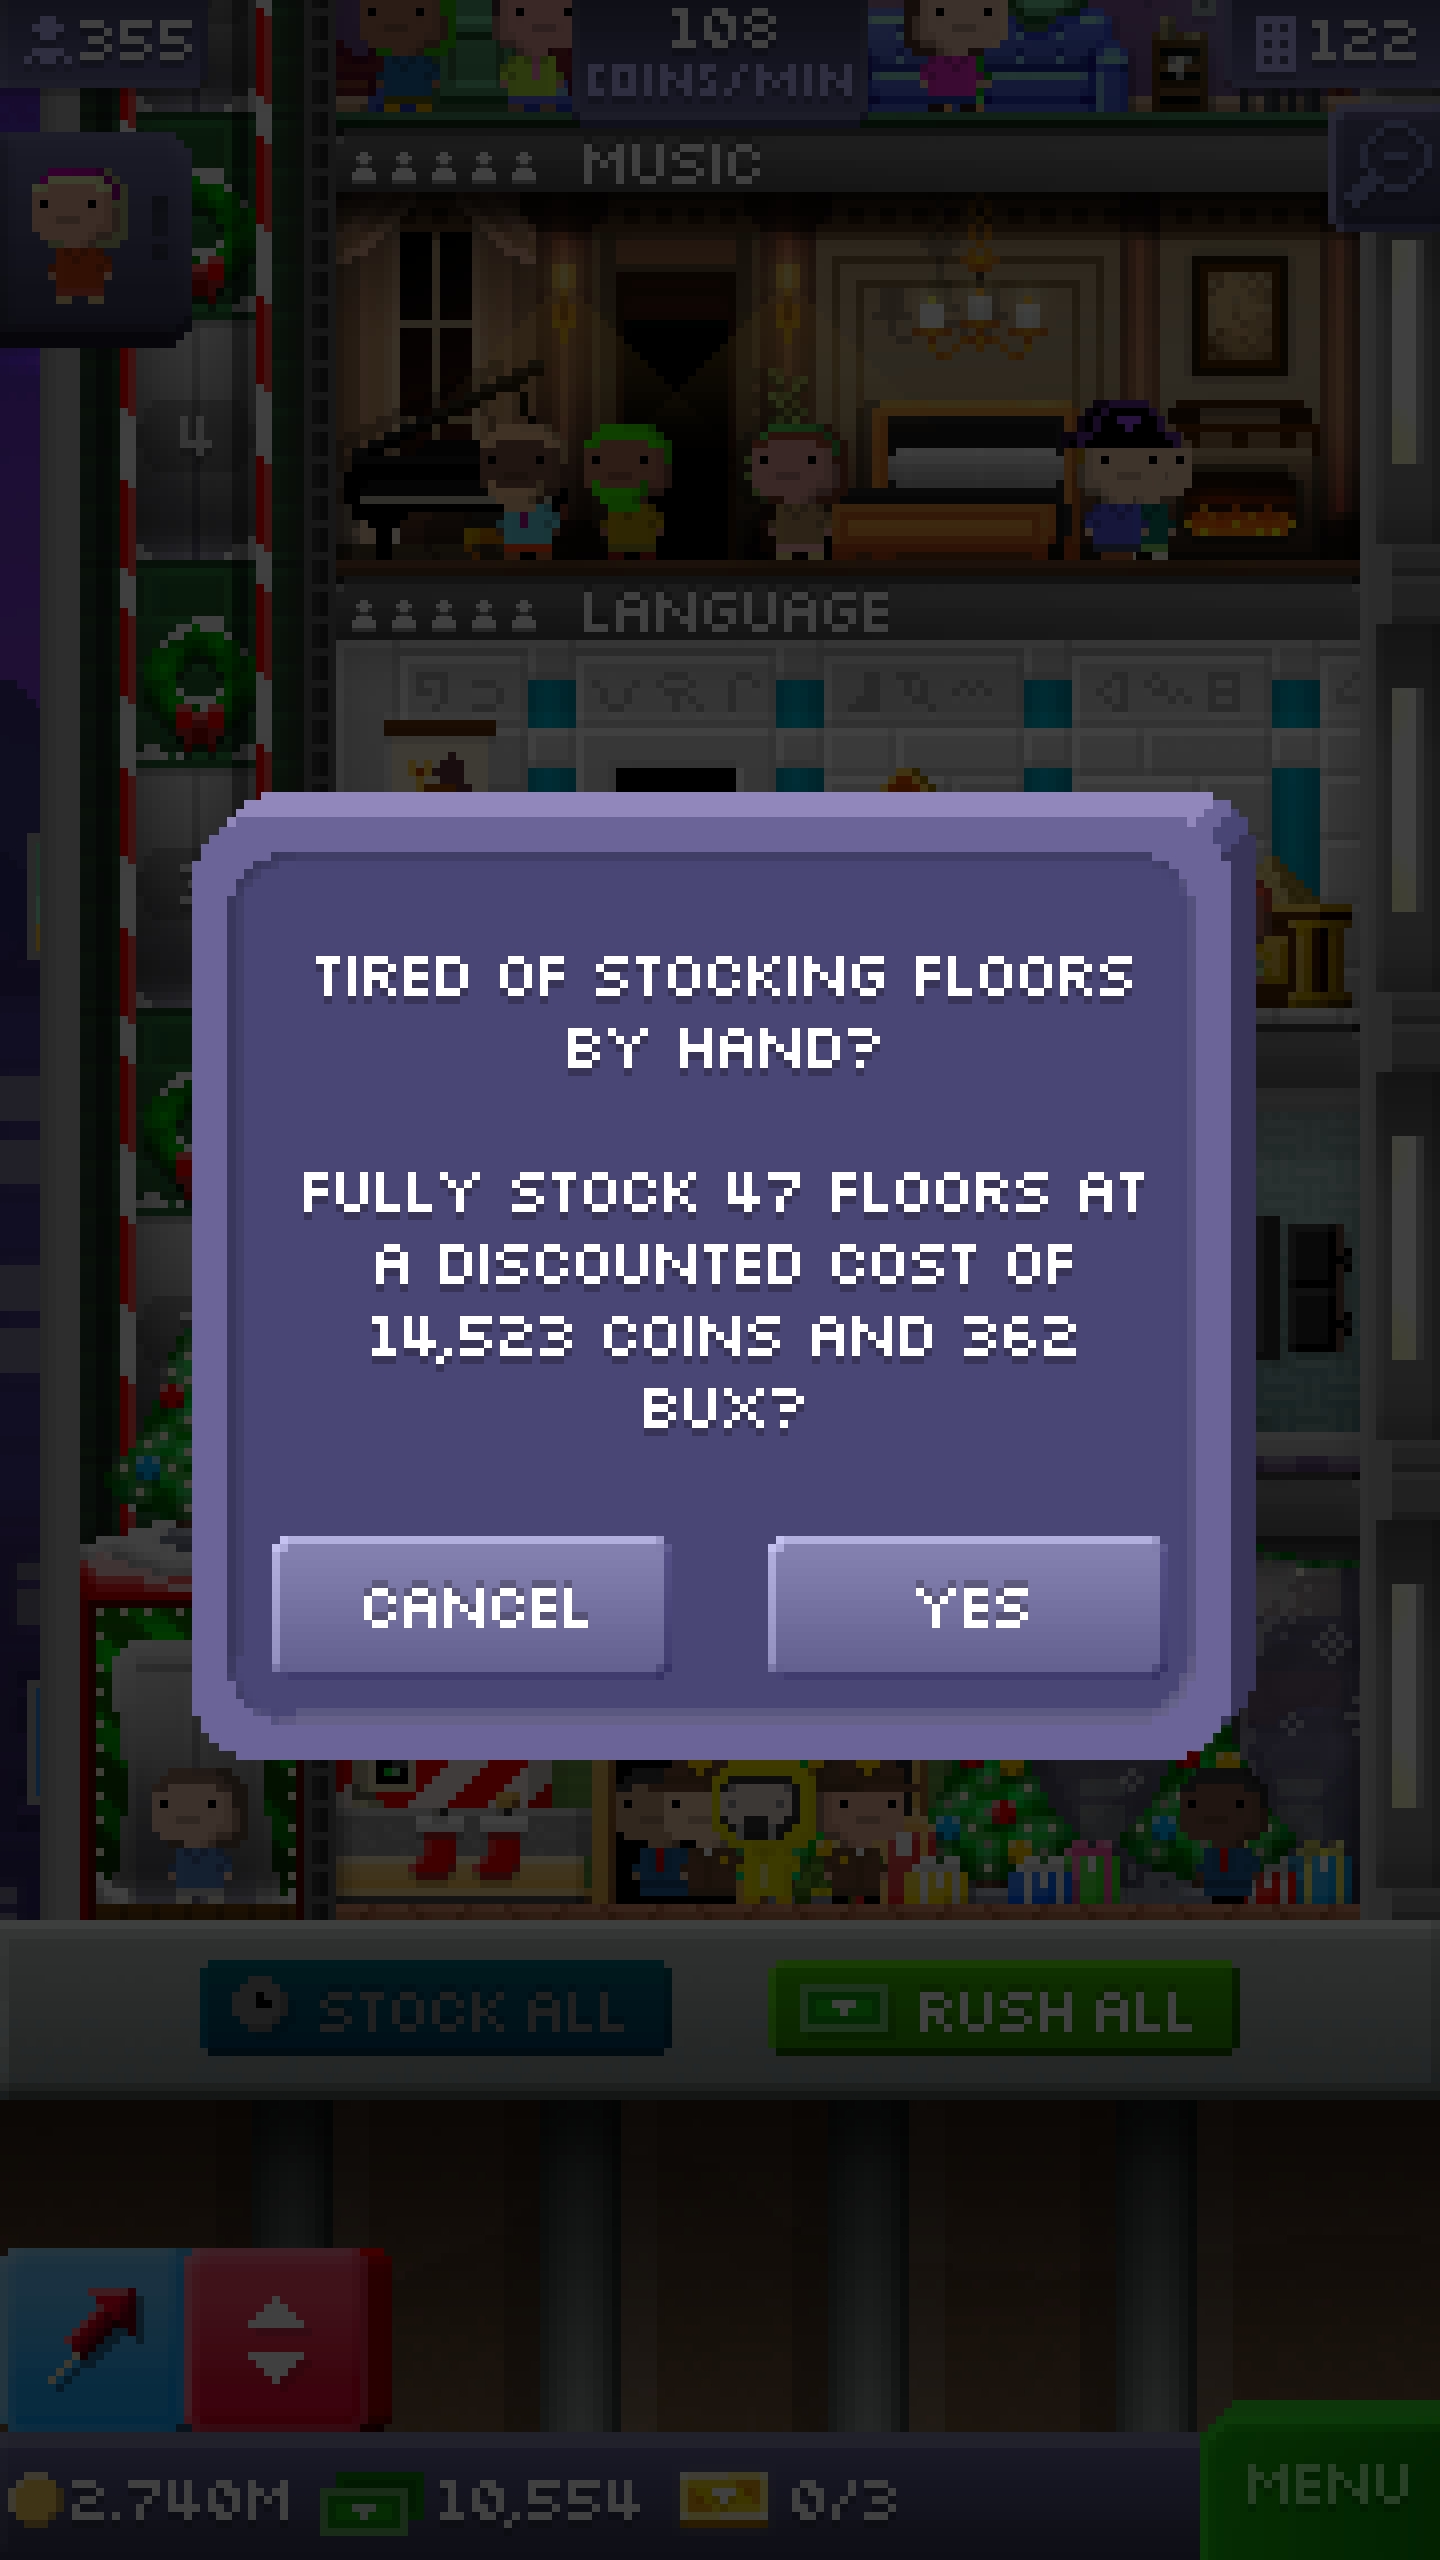 355
108
COINS/MIN
122
MUSIC
4
LANGUAGE
TIRED OF STOCKING FLOORS
BY HAND?
FULLY STOCK 47 FLOORS AT
A DISCOUNTED COST OF
14,523 COINS AND 362
BUX?
CANCEL
YES
STOCK ALL
RUSH ALL
2.740M
10,554
0/3
MENU